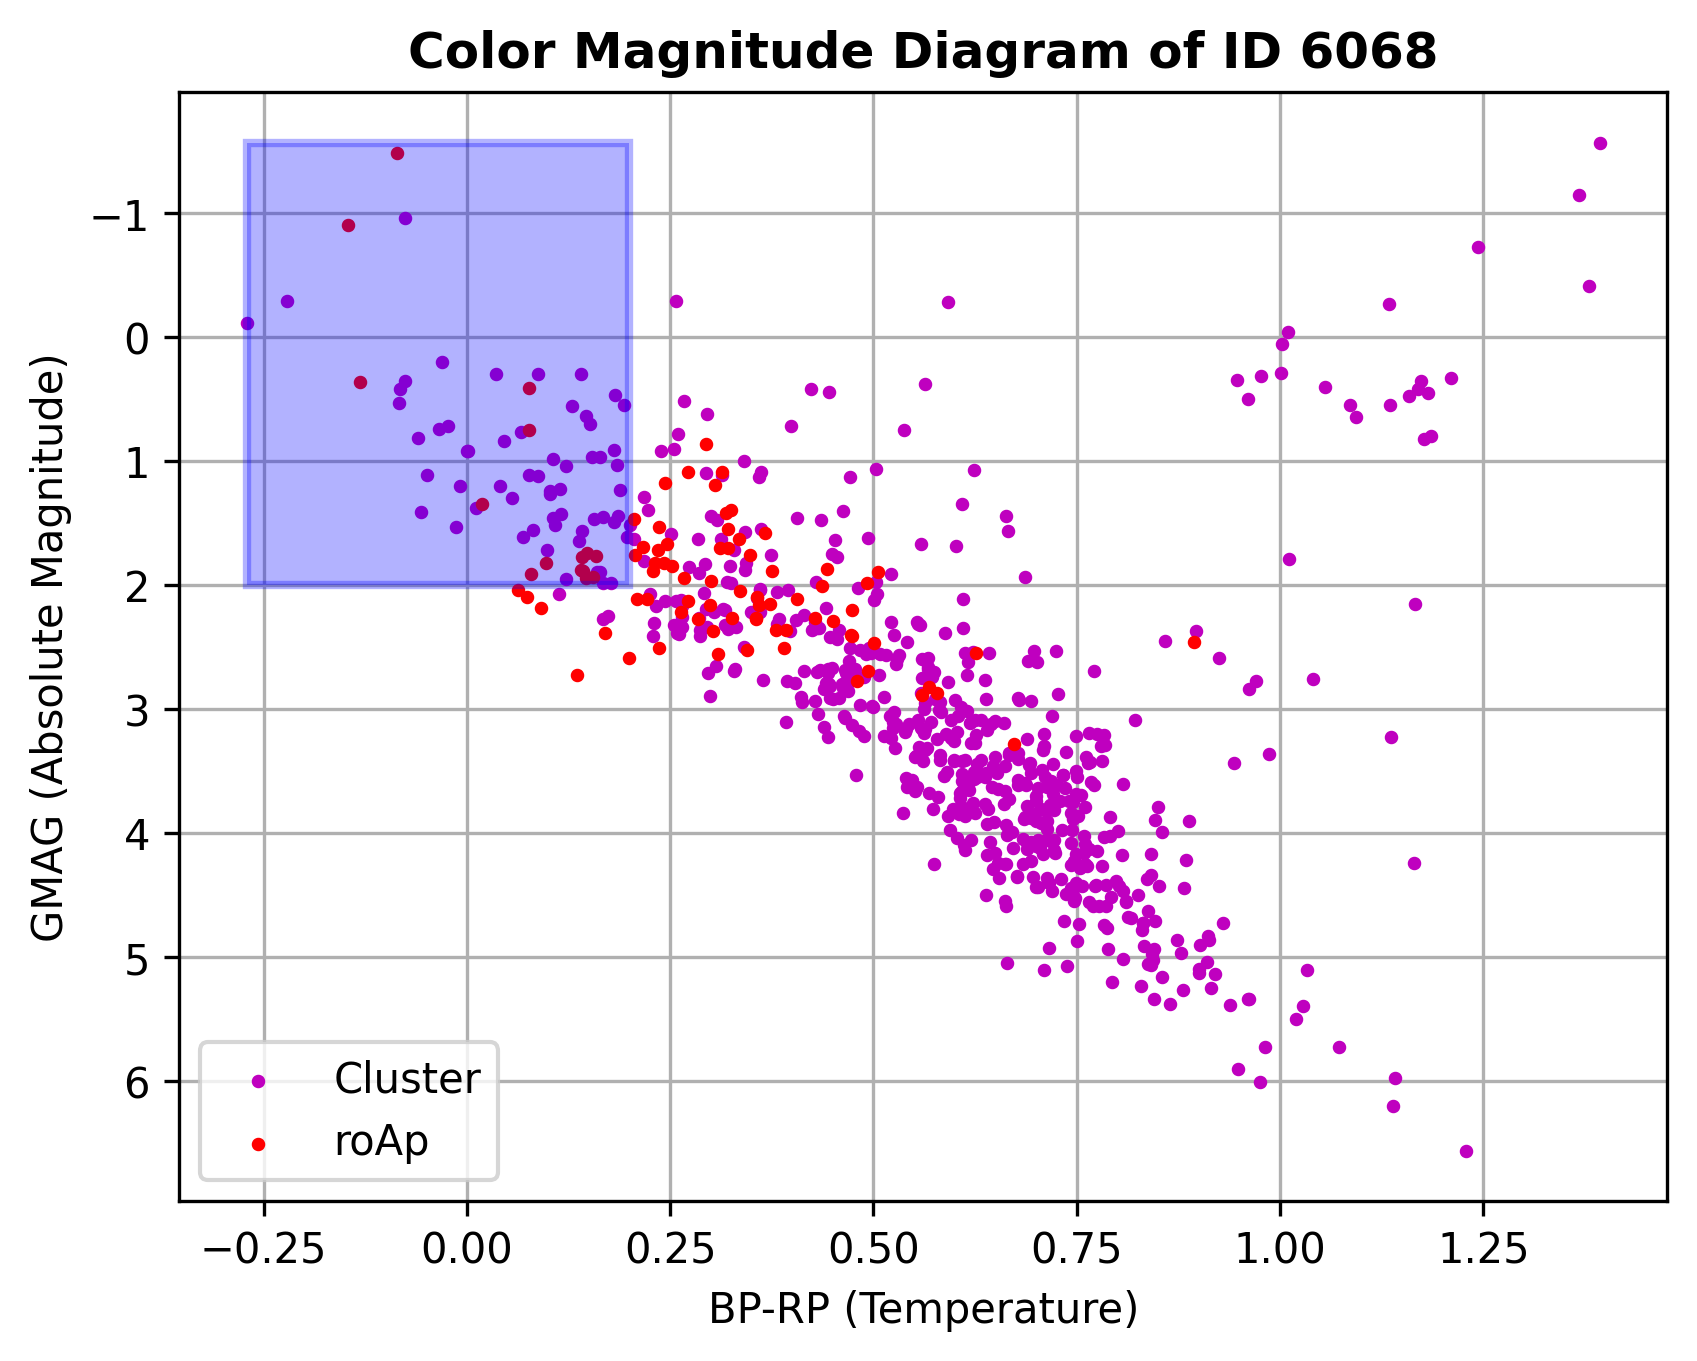 Color Magnitude Diagram of ID 6068
GMAG (Absolute Magnitude)
−1
0
1
2
3
4
5
6
Cluster
roAp
−0.25 0.00 0.25 0.50 0.75 1.00 1.25
BP-RP (Temperature)